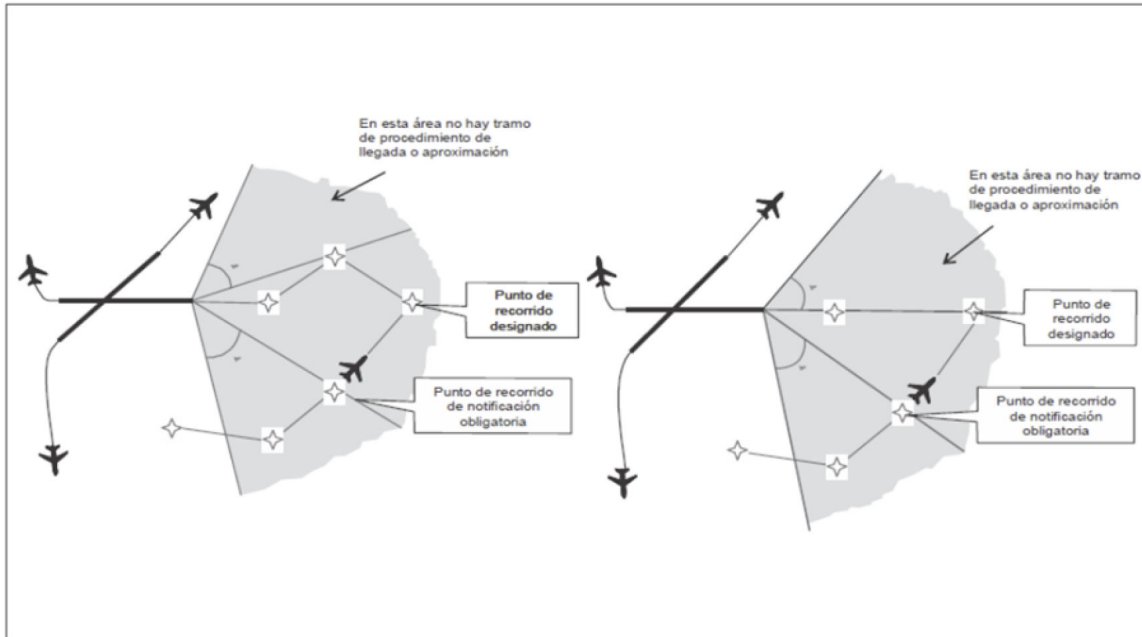 En esta área no hay tramo
de procedimiento de
llegada o aproximación
Punto de
recorrido
designado
Punto de recorrido
de notificación
obligatoria
En esta área no hay tramo
de procedimiento de
llegada o aproximación
Punto de
recorrido
designado
Punto de recorrido
de notificación
obligatoria